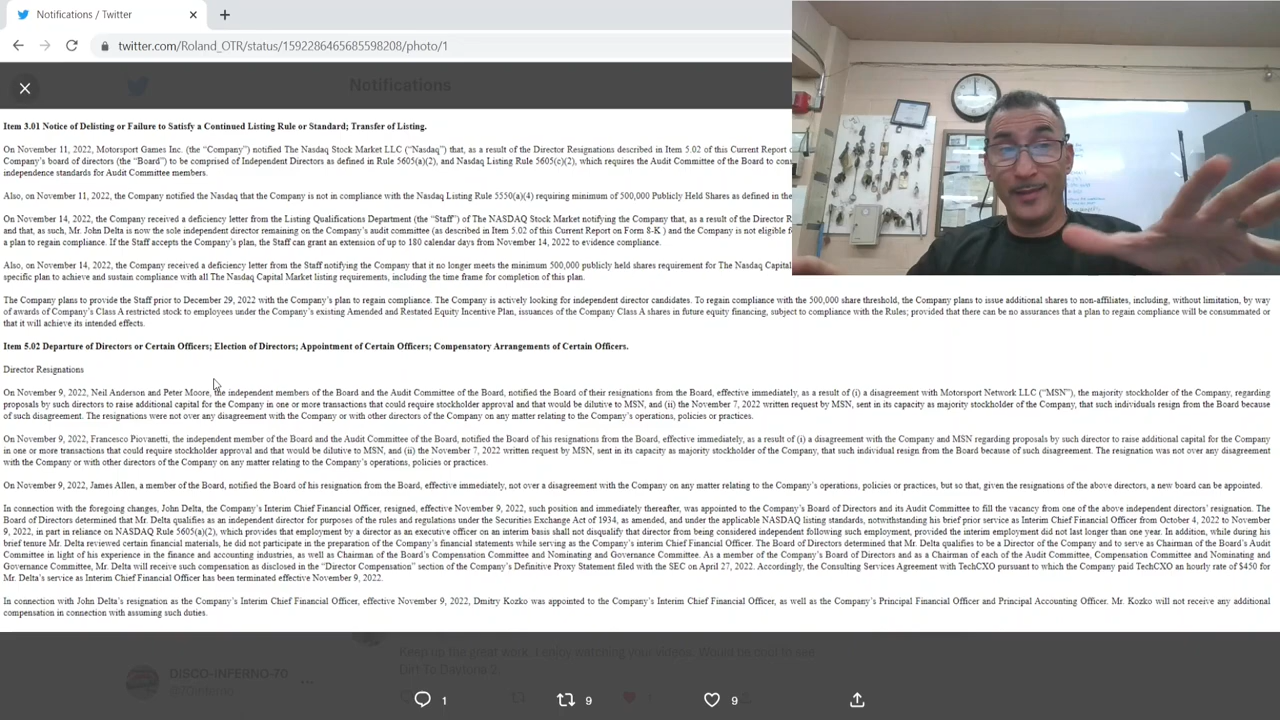 Notifications / Twitter
twitter.com/Roland_OTR/status/1592286465685598208/photo/1
Notifications
Item 3.01 Notice of Delisting or Failure to Satisfy a Continued Listing Rule or Standard; Transfer of Listing.
On November 11, 2022, Motorsport Games Inc. (the “Company”) notified The Nasdaq Stock Market LLC (“Nasdaq”) that, as a result of the Director Resignations described in Item 5.02 of this Current Report
Company’s board of directors (the “Board”) to be comprised of Independent Directors as defined in Rule 5605(a)(2), and Nasdaq Listing Rule 5605(c)(2), which requires the Audit Committee of the Board to
independence standards for Audit Committee members.
Also, on November 11, 2022, the Company notified the Nasdaq that the Company is not in compliance with the Nasdaq Listing Rule 5550(a)(4) requiring minimum of 500,000 Publicly Held Shares as defined in the
On November 14, 2022, the Company received a deficiency letter from the Listing Qualifications Department (the “Staff”) of The NASDAQ Stock Market notifying the Company that, as a result of the Director
and that, as such, Mr. John Delta is now the sole independent director remaining on the Company’s audit committee (as described in Item 5.02 of this Current Report on Form 8-K ) and the Company is not eligible
a plan to regain compliance. If the Staff accepts the Company’s plan, the Staff can grant an extension of up to 180 calendar days from November 14, 2022 to evidence compliance.
Also, on November 14, 2022, the Company received a deficiency letter from the Staff notifying the Company that it no longer meets the minimum 500,000 publicly held shares requirement for The Nasdaq Capital
specific plan to achieve and sustain compliance with all The Nasdaq Capital Market listing requirements, including the time frame for completion of this plan.
The Company plans to provide the Staff prior to December 29, 2022 with the Company’s plan to regain compliance. The Company is actively looking for independent director candidates. To regain compliance with the 500,000 share threshold, the Company plans to issue additional shares to non-affiliates, including, without limitation, by way
of awards of Company’s Class A restricted stock to employees under the Company’s existing Amended and Restated Equity Incentive Plan, issuances of the Company Class A shares in future equity financing, subject to compliance with the Rules; provided that there can be no assurances that a plan to regain compliance will be consummated or
that it will achieve its intended effects.
Item 5.02 Departure of Directors or Certain Officers; Election of Directors; Appointment of Certain Officers; Compensatory Arrangements of Certain Officers.
Director Resignations
On November 9, 2022, Neil Anderson and Peter Moore, the independent members of the Board and the Audit Committee of the Board, notified the Board of their resignations from the Board, effective immediately, as a result of (i) a disagreement with Motorsport Network LLC (“MSN”), the majority stockholder of the Company, regarding
proposals by such directors to raise additional capital for the Company in one or more transactions that could require stockholder approval and that would be dilutive to MSN, and (ii) the November 7, 2022 written request by MSN, sent in its capacity as majority stockholder of the Company, that such individuals resign from the Board because
of such disagreement. The resignations were not over any disagreement with the Company or with other directors of the Company on any matter relating to the Company’s operations, policies or practices.
On November 9, 2022, Francesco Piovanetti, the independent member of the Board and the Audit Committee of the Board, notified the Board of his resignations from the Board, effective immediately, as a result of (i) a disagreement with the Company and MSN regarding proposals by such director to raise additional capital for the Company
in one or more transactions that could require stockholder approval and that would be dilutive to MSN, and (ii) the November 7, 2022 written request by MSN, sent in its capacity as majority stockholder of the Company, that such individual resign from the Board because of such disagreement. The resignation was not over any disagreement
with the Company or with other directors of the Company on any matter relating to the Company’s operations, policies or practices.
On November 9, 2022, James Allen, a member of the Board, notified the Board of his resignation from the Board, effective immediately, not over a disagreement with the Company on any matter relating to the Company’s operations, policies or practices, but so that, given the resignations of the above directors, a new board can be appointed.
In connection with the foregoing changes, John Delta, the Company’s Interim Chief Financial Officer, resigned, effective November 9, 2022, such position and immediately thereafter, was appointed to the Company’s Board of Directors and its Audit Committee to fill the vacancy from one of the above independent directors’ resignation. The
Board of Directors determined that Mr. Delta qualifies as an independent director for purposes of the rules and regulations under the Securities Exchange Act of 1934, as amended, and under the applicable NASDAQ listing standards, notwithstanding his brief prior service as Interim Chief Financial Officer from October 4, 2022 to November
9, 2022, in part in reliance on NASDAQ Rule 5605(a)(2), which provides that employment by a director as an executive officer on an interim basis shall not disqualify that director from being considered independent following such employment, provided the interim employment did not last longer than one year. In addition, while during his
brief tenure Mr. Delta reviewed certain financial materials, he did not participate in the preparation of the Company’s financial statements while serving as the Company’s interim Chief Financial Officer. The Board of Directors determined that Mr. Delta qualifies to be a Director of the Company and to serve as Chairman of the Board’s Audit
Committee in light of his experience in the finance and accounting industries, as well as Chairman of the Board’s Compensation Committee and Nominating and Governance Committee. As a member of the Company’s Board of Directors and as a Chairman of each of the Audit Committee, Compensation Committee and Nominating and
Governance Committee, Mr. Delta will receive such compensation as disclosed in the “Director Compensation” section of the Company’s Definitive Proxy Statement filed with the SEC on April 27, 2022. Accordingly, the Consulting Services Agreement with TechCXO pursuant to which the Company paid TechCXO an hourly rate of $450 for
Mr. Delta’s service as Interim Chief Financial Officer has been terminated effective November 9, 2022.
In connection with John Delta’s resignation as the Company’s Interim Chief Financial Officer, effective November 9, 2022, Dmitry Kozko was appointed to the Company’s Interim Chief Financial Officer, as well as the Company’s Principal Financial Officer and Principal Accounting Officer. Mr. Kozko will not receive any additional
compensation in connection with assuming such duties.
Keep up the great work. I enjoy watching your videos. Would be cool to see
Dirt To Daytona 2.
DISCO-INFERNO-70
1
9
9